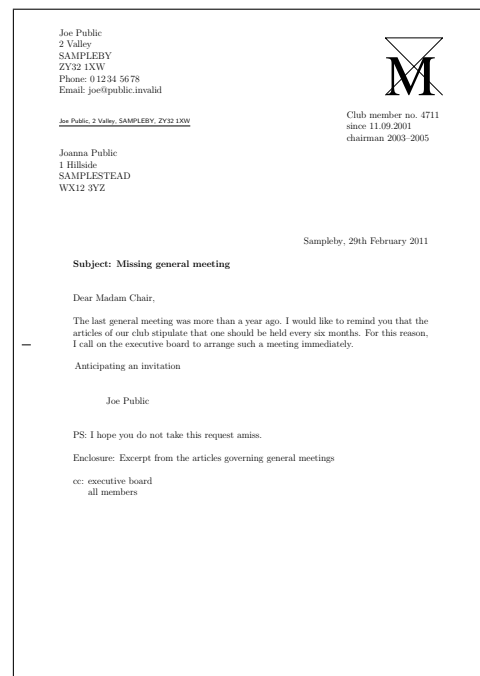 Joe Public
2 Valley
SAMPLEBY
ZY32 1XW
Phone: 0 12 34 56 78
Email: joe@public.invalid
M
Joe Public, 2 Valley, SAMPLEBY, ZY32 1XW
Club member no. 4711
since 11.09.2001
chairman 2003–2005
Joanna Public
1 Hillside
SAMPLESTEAD
WX12 3YZ
Sampleby, 29th February 2011
Subject: Missing general meeting
Dear Madam Chair,
The last general meeting was more than a year ago. I would like to remind you that the
articles of our club stipulate that one should be held every six months. For this reason,
I call on the executive board to arrange such a meeting immediately.
Anticipating an invitation
Joe Public
PS: I hope you do not take this request amiss.
Enclosure: Excerpt from the articles governing general meetings
cc: executive board
all members